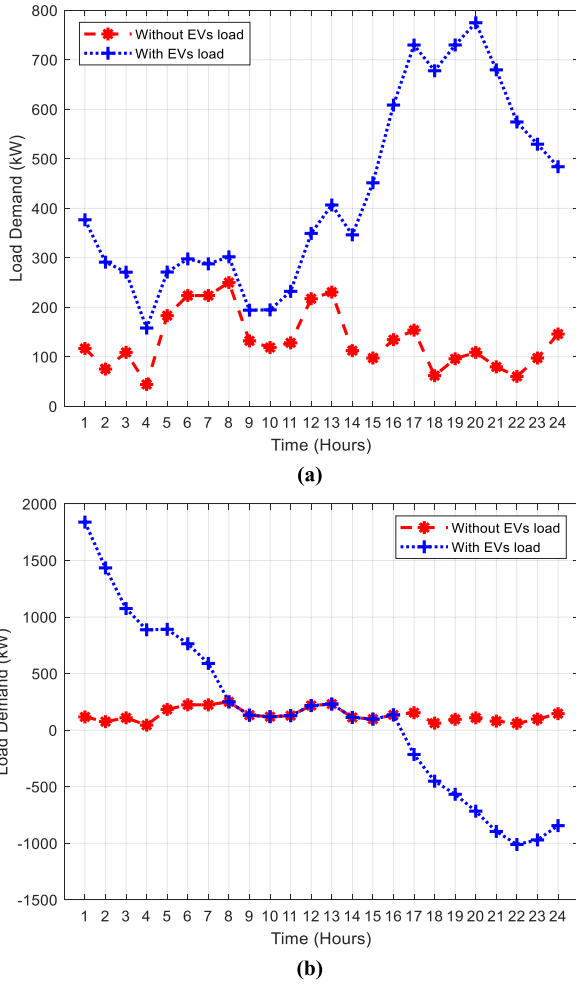 800
700
600
500
400
300
200
100
0
Load Demand (kW)
Without EVs load
With EVs load
1 2 3 4 5 6 7 8 9 10 11 12 13 14 15 16 17 18 19 20 21 22 23 24
Time (Hours)
(a)
2000
1500
1000
500
0
-500
-1000
-1500
Load Demand (kW)
Without EVs load
With EVs load
1 2 3 4 5 6 7 8 9 10 11 12 13 14 15 16 17 18 19 20 21 22 23 24
Time (Hours)
(b)